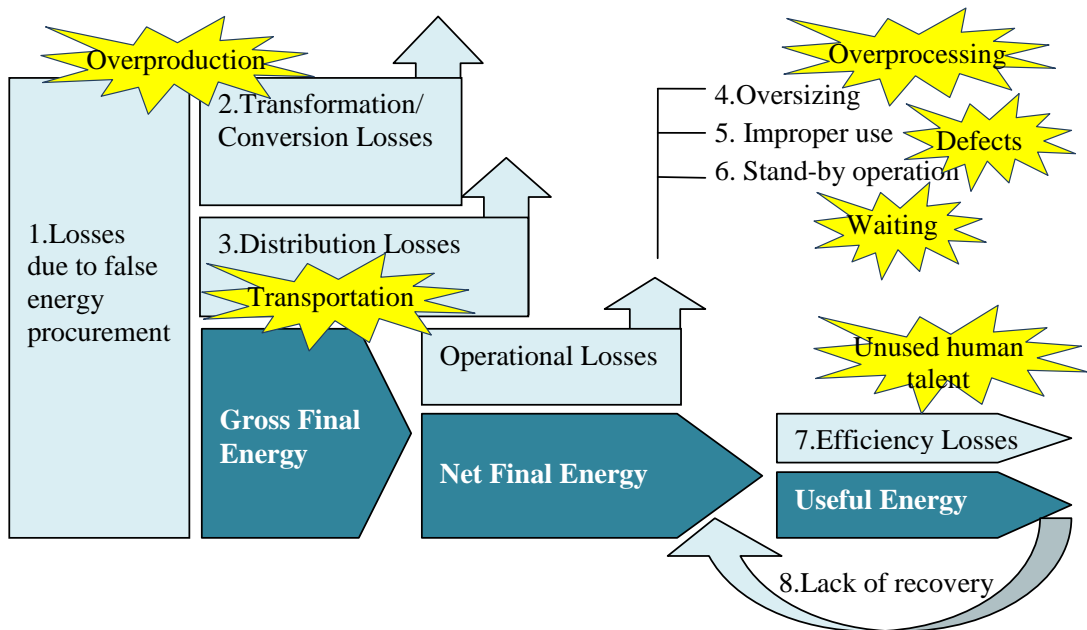 Overproduction
2.Transformation/
Conversion Losses
1.Losses
due to false
energy
procurement
3.Distribution Losses
Transportation
Gross Final
Energy
Operational Losses
Net Final Energy
Overprocessing
4.Oversizing
5. Improper use
Defects
6. Stand-by operation
Waiting
Unused human
talent
7.Efficiency Losses
Useful Energy
8.Lack of recovery